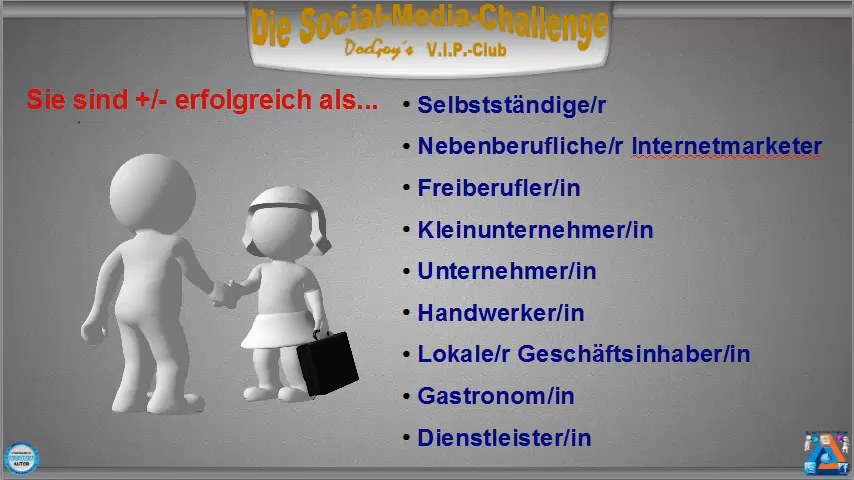 Die Social-Media-Challenge
DocGoy's V.I.P.-Club
Sie sind +/- erfolgreich als...
• Selbstständige/r
• Nebenberufliche/r Internetmarketer
• Freiberufler/in
• Kleinunternehmer/in
• Unternehmer/in
• Handwerker/in
• Lokale/r Geschäftsinhaber/in
• Gastronom/in
• Dienstleister/in
AUTOR